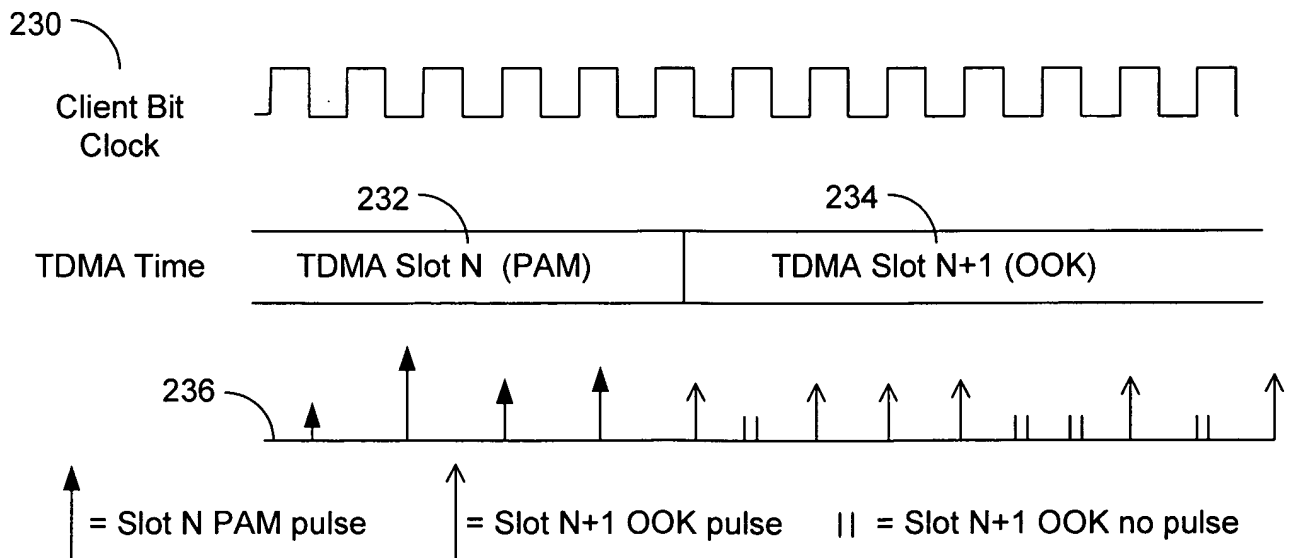 230
Client Bit
Clock
232
234
TDMA Time
TDMA Slot N (PAM)
TDMA Slot N+1 (OOK)
236
= Slot N PAM pulse
= Slot N+1 OOK pulse
= Slot N+1 OOK no pulse